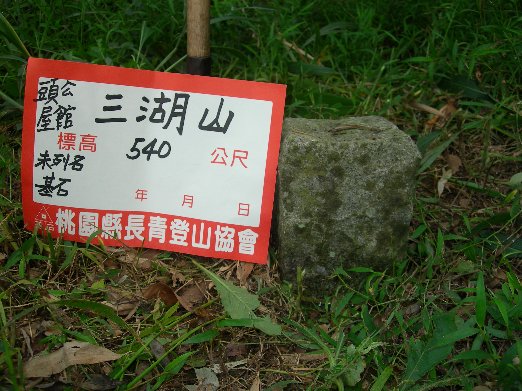 頭屋 公館 三湖山
標高 540 公尺
未列名基石
年 月 日
桃園縣長青登山協會